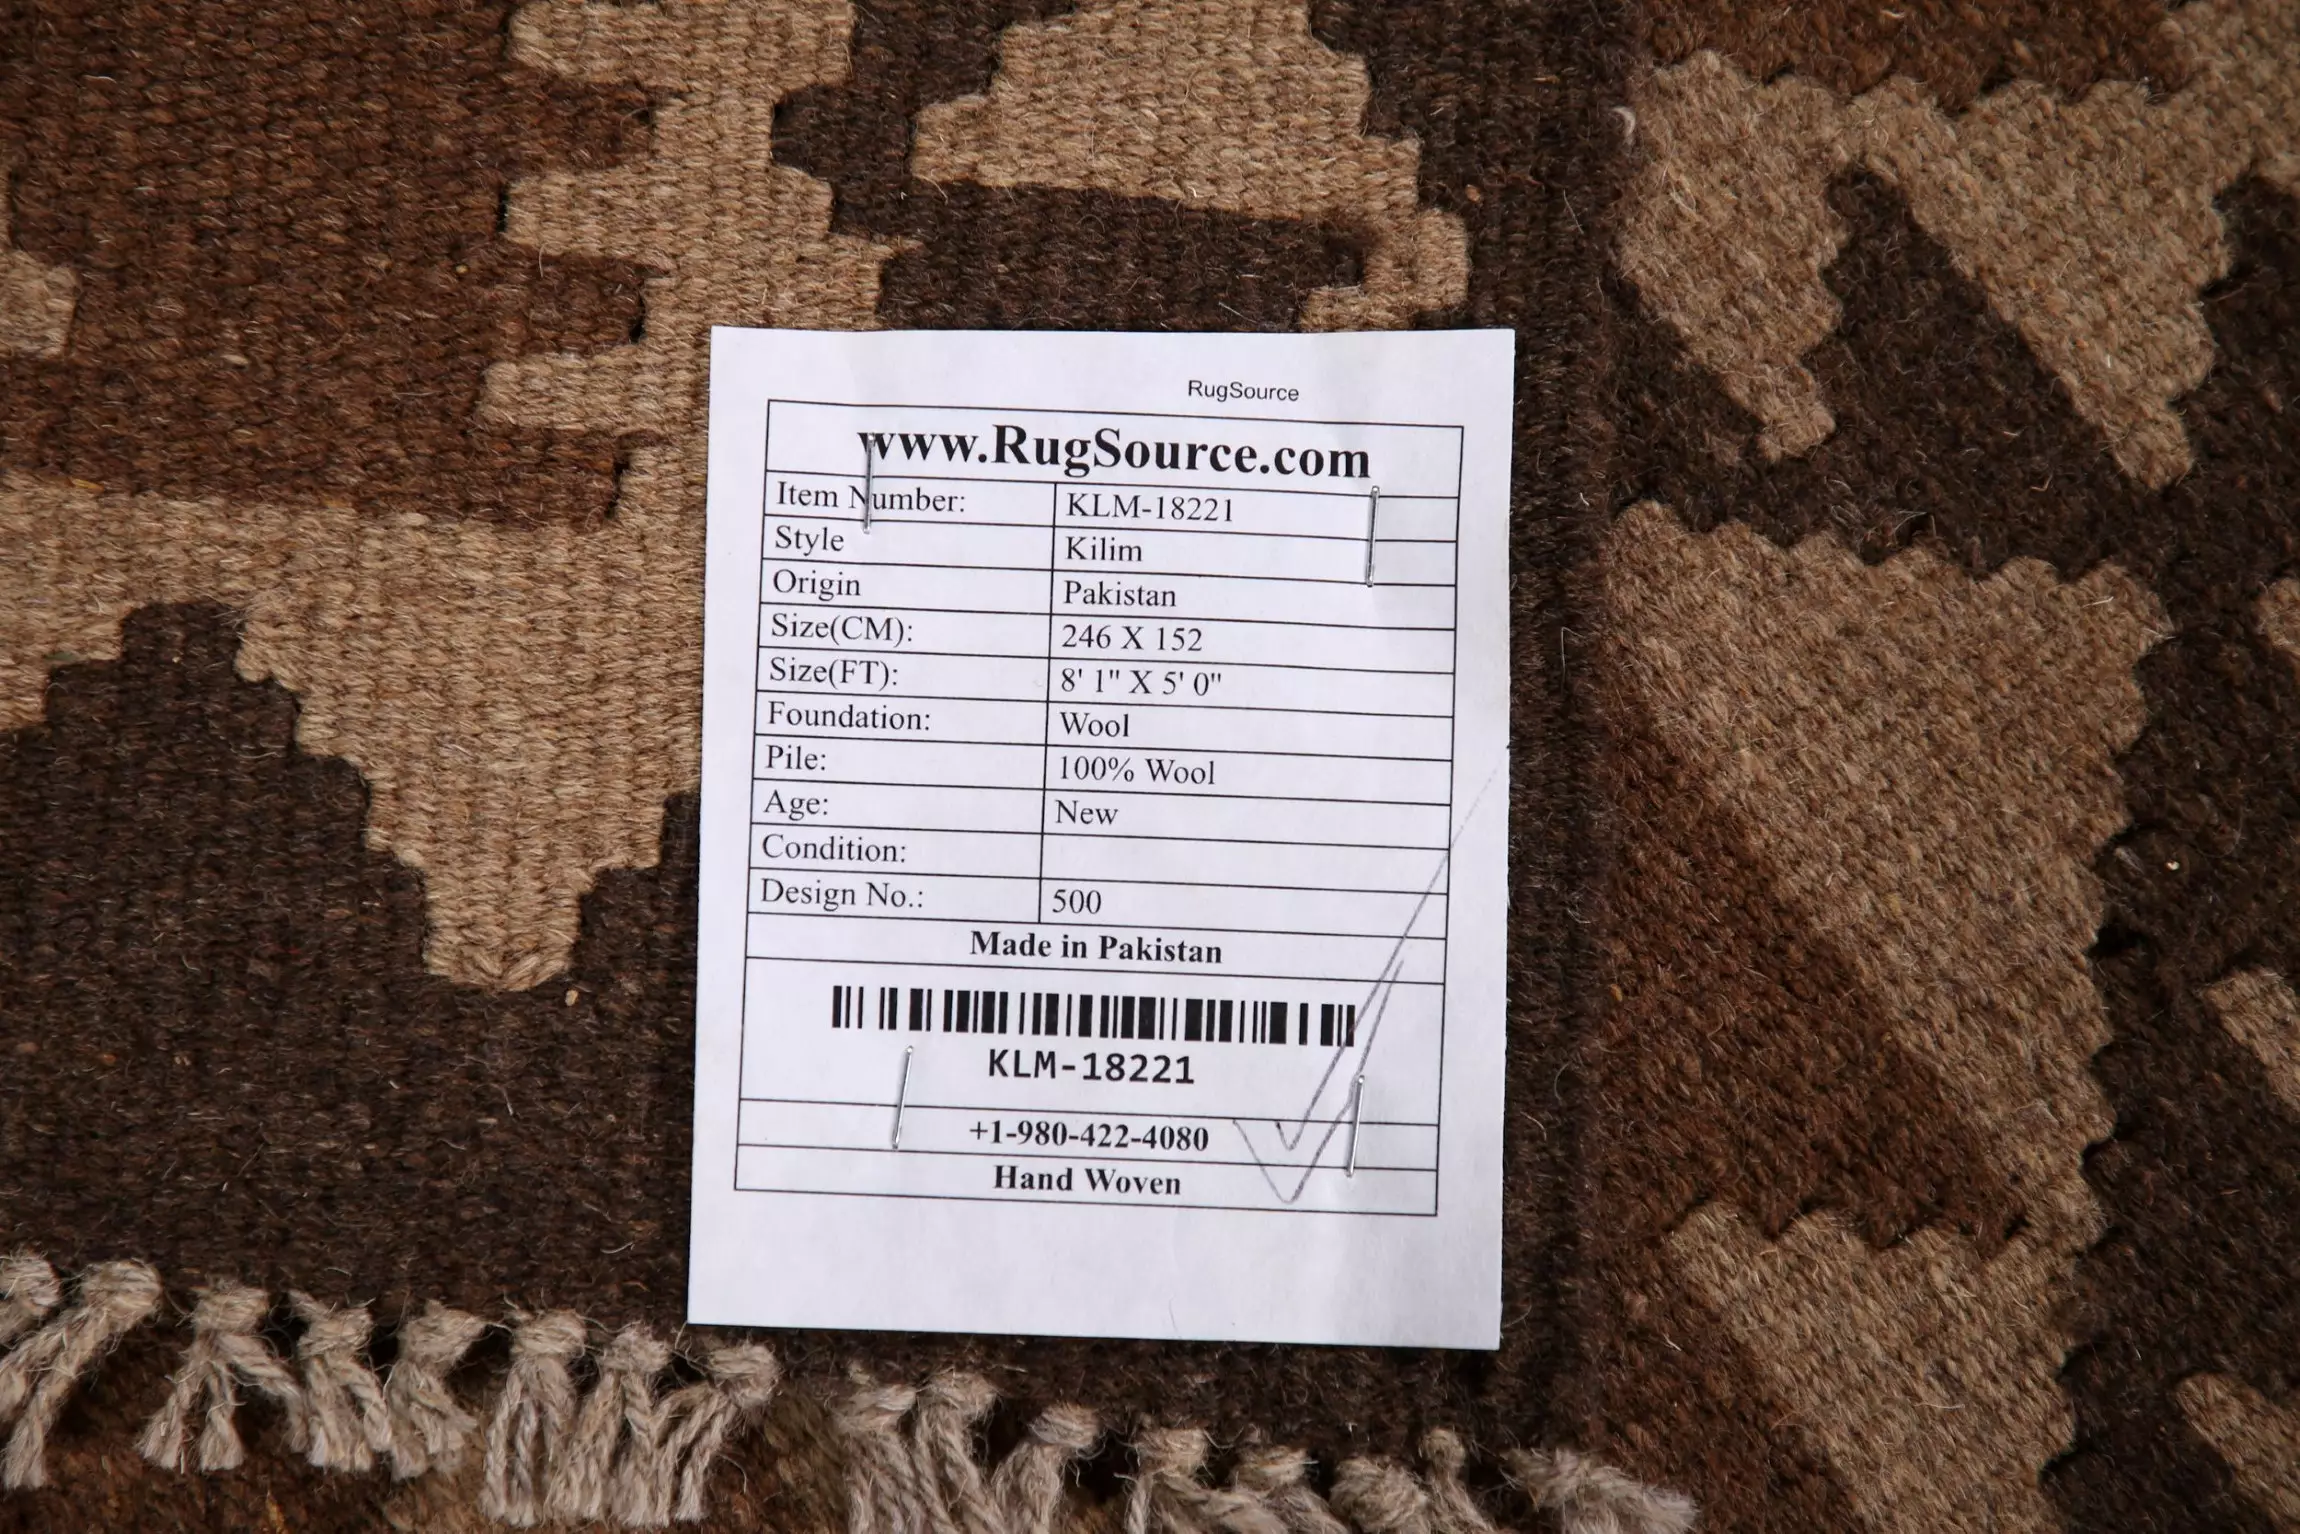 RugSource
www.RugSource.com
Item Number: KLM-18221
Style Kilim
Origin Pakistan
Size(CM): 246 X 152
Size(FT): 8' 1" X 5' 0"
Foundation: Wool
Pile: 100% Wool
Age: New
Condition:
Design No.: 500
Made in Pakistan
KLM-18221
+1-980-422-4080
Hand Woven